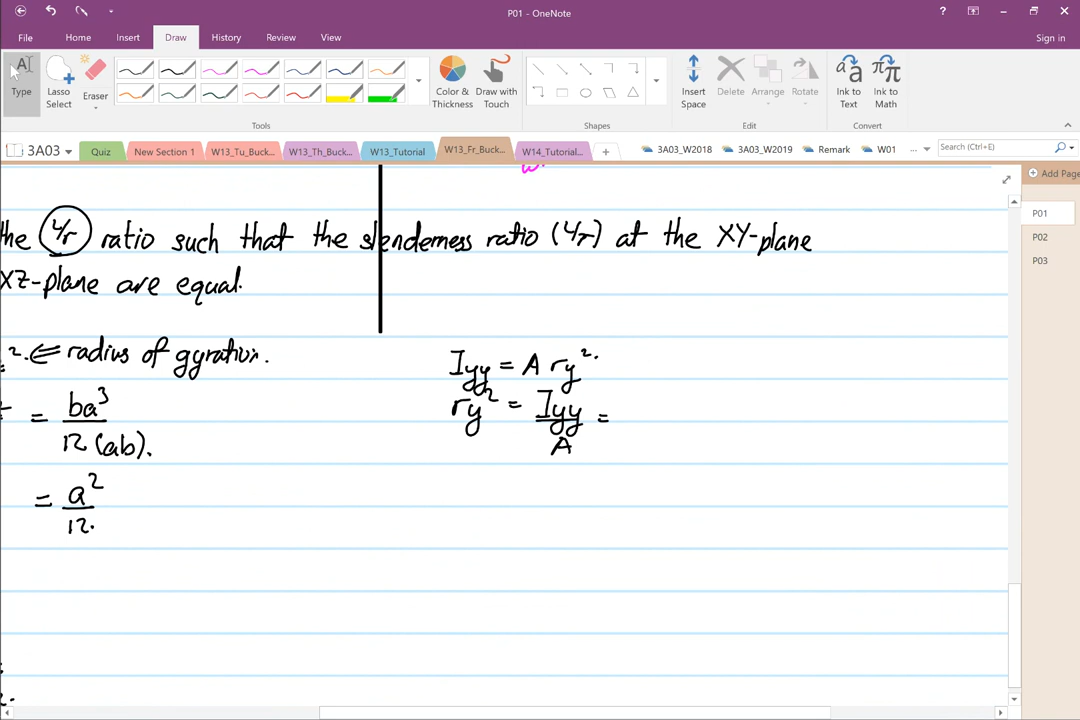 P01 - OneNote
?
File Home Insert Draw History Review View
Sign in
Type
Lasso Select
Eraser
Color & Thickness
Draw with Touch
Insert Space
Delete
Arrange
Rotate
Ink to Text
Ink to Math
Tools
Shapes
Edit
Convert
3A03
Quiz
New Section 1
W13_Tu_Buck...
W13_Th_Buck...
W13_Tutorial
W13_Fr_Buck...
W14_Tutorial...
+
3A03_W2018
3A03_W2019
Remark
W01
...
Search (Ctrl+E)
Add Page
P01
P02
P03
the L/r ratio such that the slenderness ratio (L/r) at the XY-plane
XZ-plane are equal.
2. ⇐ radius of gyration.
= ba³
12 (ab).
= a²
12.
Iyy = A ry².
ry² = Iyy =
A